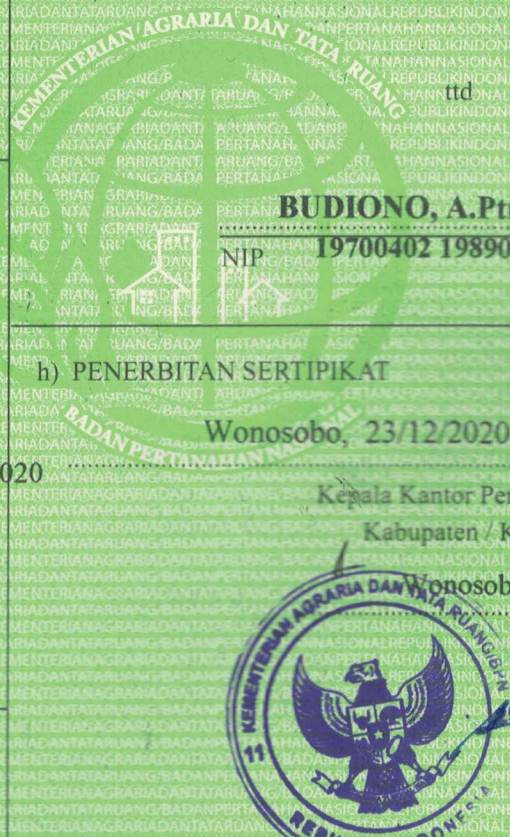 KEMENTERIAN AGRARIA DAN TATA RUANG
ttd
BUDIONO, A.Pt
NIP 19700402 19890
h) PENERBITAN SERTIPIKAT
BADAN PERTANAHAN NASIONAL
Wonosobo, 23/12/2020
020
Kepala Kantor Per
Kabupaten / K
Wonosob
KEMENTERIAN AGRARIA DAN TATA RUANG/BPN
11